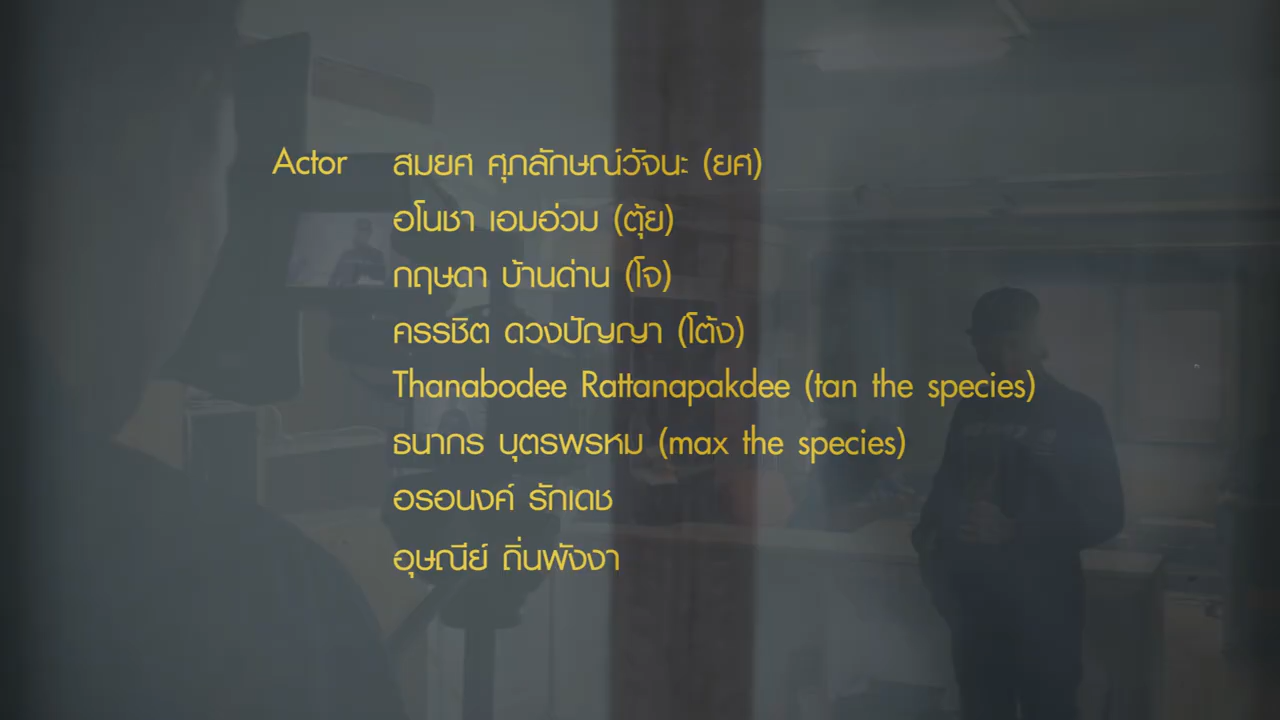 Actor สมยศ ศุภลักษณ์วัจนะ (ยศ)
อโนชา เอมอ่วม (ตุ้ย)
กฤษดา บ้านด่าน (โจ)
ครรชิต ดวงปัญญา (โต้ง)
Thanabodee Rattanapakdee (tan the species)
ธนากร บุตรพรหม (max the species)
อรอนงค์ รักเดช
อุษณีย์ ถิ่นพังงา